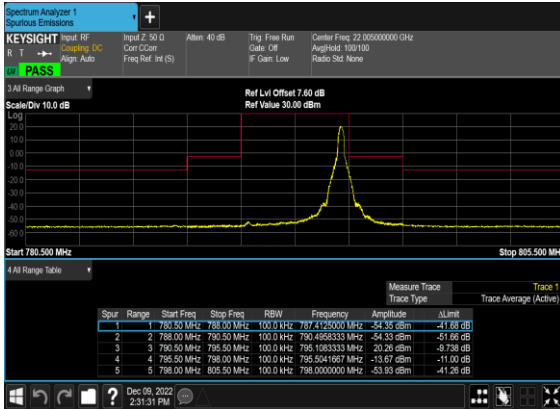 Spectrum Analyzer 1
Spurious Emissions
KEYSIGHT
R T
Input: RF
Coupling: DC
Align: Auto
Input Z: 50 Ω
Corr CCorr
Freq Ref: Int (S)
Atten: 40 dB
Trig: Free Run
Gate: Off
IF Gain: Low
Center Freq: 22.005000000 GHz
Avg|Hold: 100/100
Radio Std: None
PASS
3 All Range Graph
Scale/Div 10.0 dB
Ref Lvl Offset 7.60 dB
Ref Value 30.00 dBm
Log
20.0
10.0
0.00
-10.0
-20.0
-30.0
-40.0
-50.0
-60.0
Start 780.500 MHz
Stop 805.500 MH
4 All Range Table
Measure Trace Trace 1
Trace Type Trace Average (Active)
Spur Range Start Freq Stop Freq RBW Frequency Amplitude ΔLimit
1 1 780.50 MHz 788.00 MHz 100.0 kHz 787.4125000 MHz -54.35 dBm -41.68 dB
2 2 788.00 MHz 790.50 MHz 100.0 kHz 790.4958333 MHz -54.33 dBm -51.66 dB
3 3 790.50 MHz 795.50 MHz 100.0 kHz 795.1083333 MHz 20.26 dBm -9.738 dB
4 4 795.50 MHz 798.00 MHz 100.0 kHz 795.5041667 MHz -13.67 dBm -11.00 dB
5 5 798.00 MHz 805.50 MHz 100.0 kHz 798.0000000 MHz -53.93 dBm -41.26 dB
Dec 09, 2022
2:31:31 PM